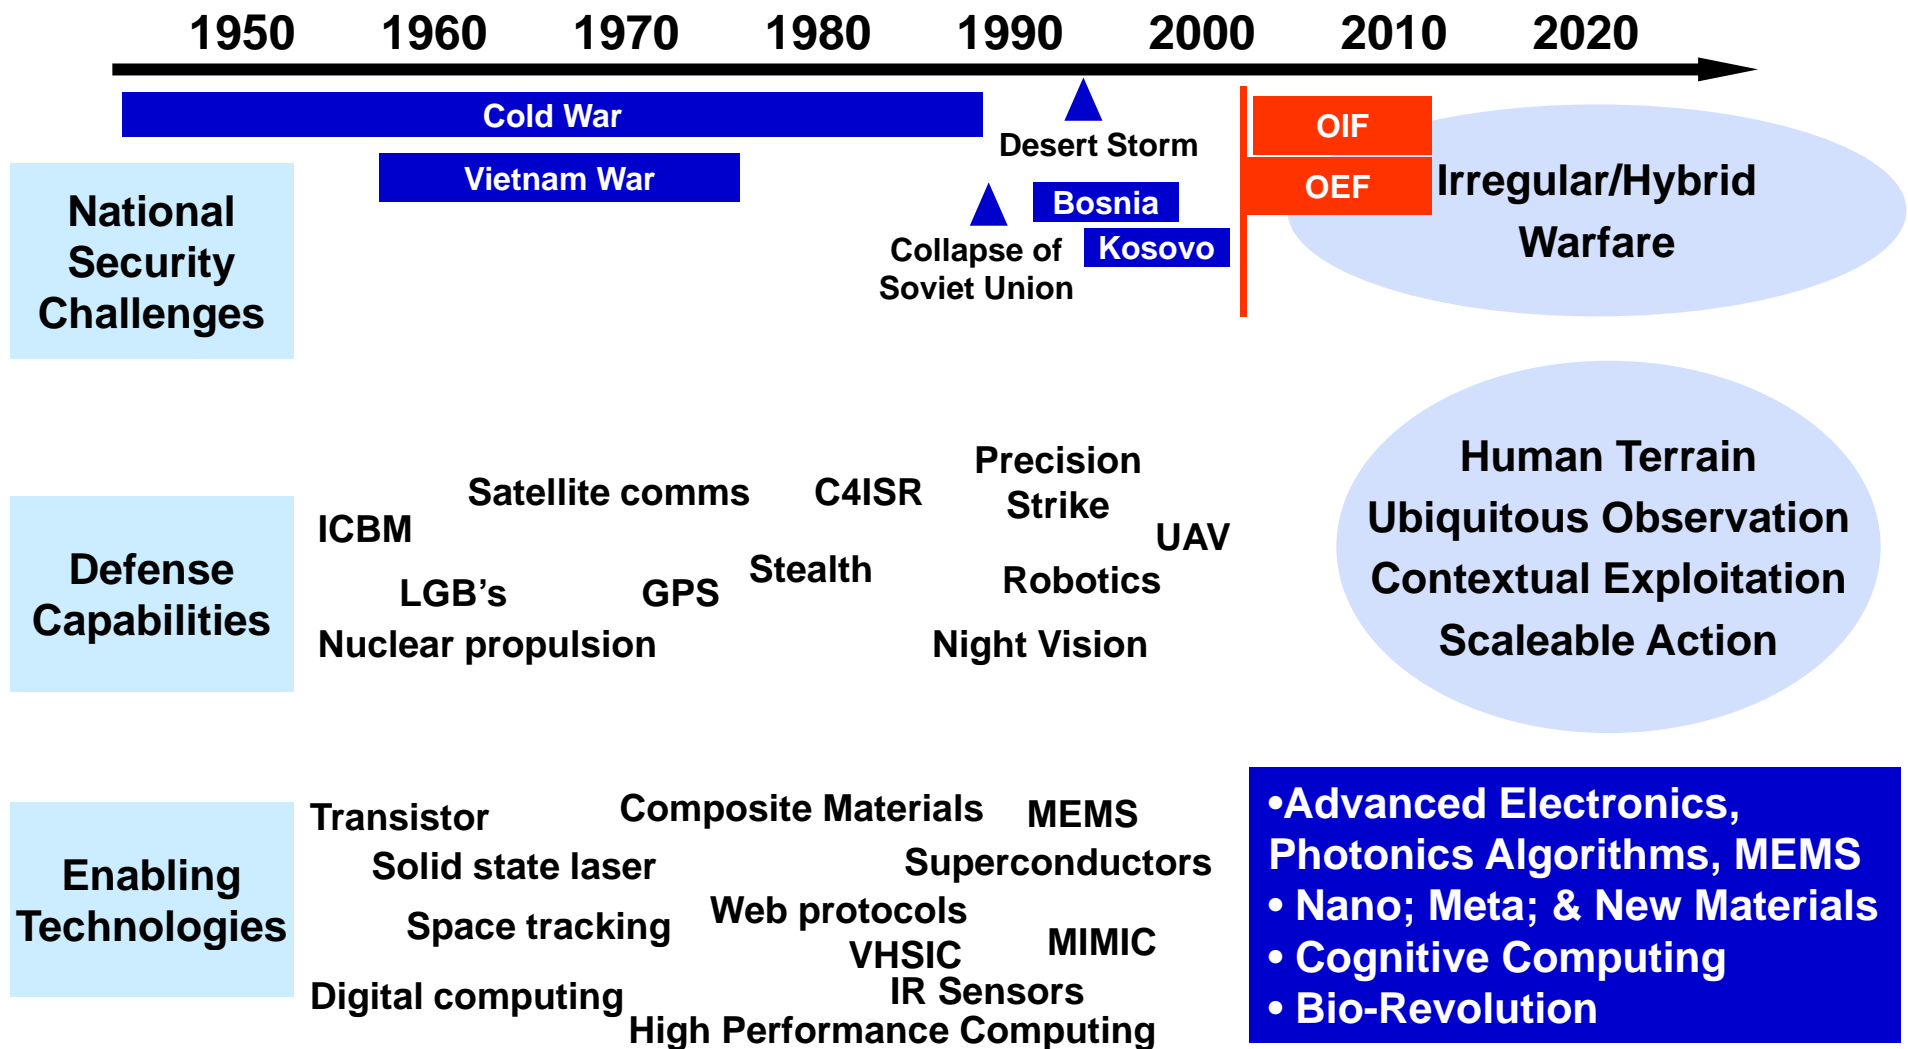 1950 1960 1970 1980 1990 2000 2010 2020
Cold War
Desert Storm
OIF
Vietnam War
OEF
Bosnia
Kosovo
Collapse of
Soviet Union
Irregular/Hybrid
Warfare
National
Security
Challenges
Defense
Capabilities
ICBM
Satellite comms
C4ISR
Precision
Strike
UAV
LGB's
GPS
Stealth
Robotics
Nuclear propulsion
Night Vision
Human Terrain
Ubiquitous Observation
Contextual Exploitation
Scaleable Action
Enabling
Technologies
Transistor
Composite Materials
MEMS
Solid state laser
Superconductors
Space tracking
Web protocols
VHSIC
MIMIC
Digital computing
IR Sensors
High Performance Computing
•Advanced Electronics,
Photonics Algorithms, MEMS
• Nano; Meta; & New Materials
• Cognitive Computing
• Bio-Revolution